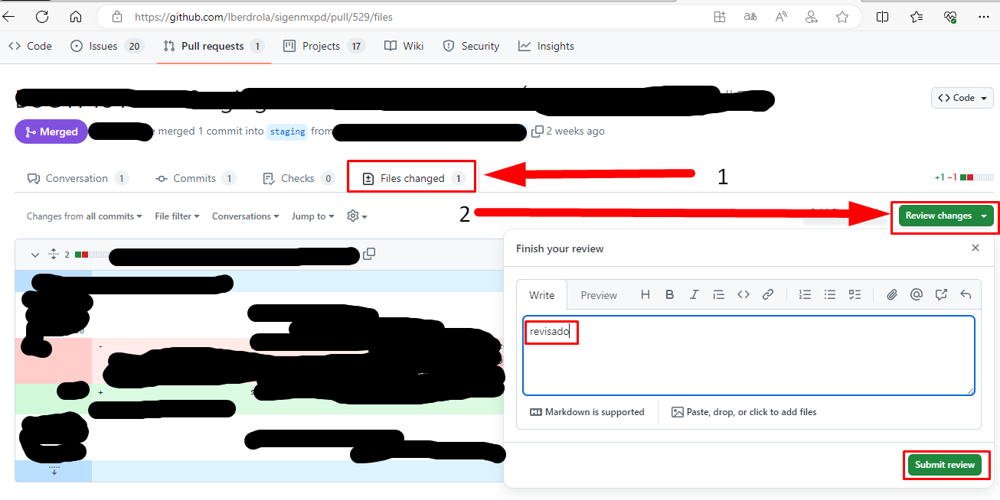 https://github.com/Iberdrola/sigenmxpd/pull/529/files
Code Issues 20 Pull requests 1 Projects 17 Wiki Security Insights
Code
Merged merged 1 commit into staging from 2 weeks ago
Conversation 1 Commits 1 Checks 0 Files changed 1 1 +1 −1
Changes from all commits File filter Conversations Jump to 2 Review changes
2
Finish your review
Write Preview
revisado
-
+
Markdown is supported Paste, drop, or click to add files
Submit review